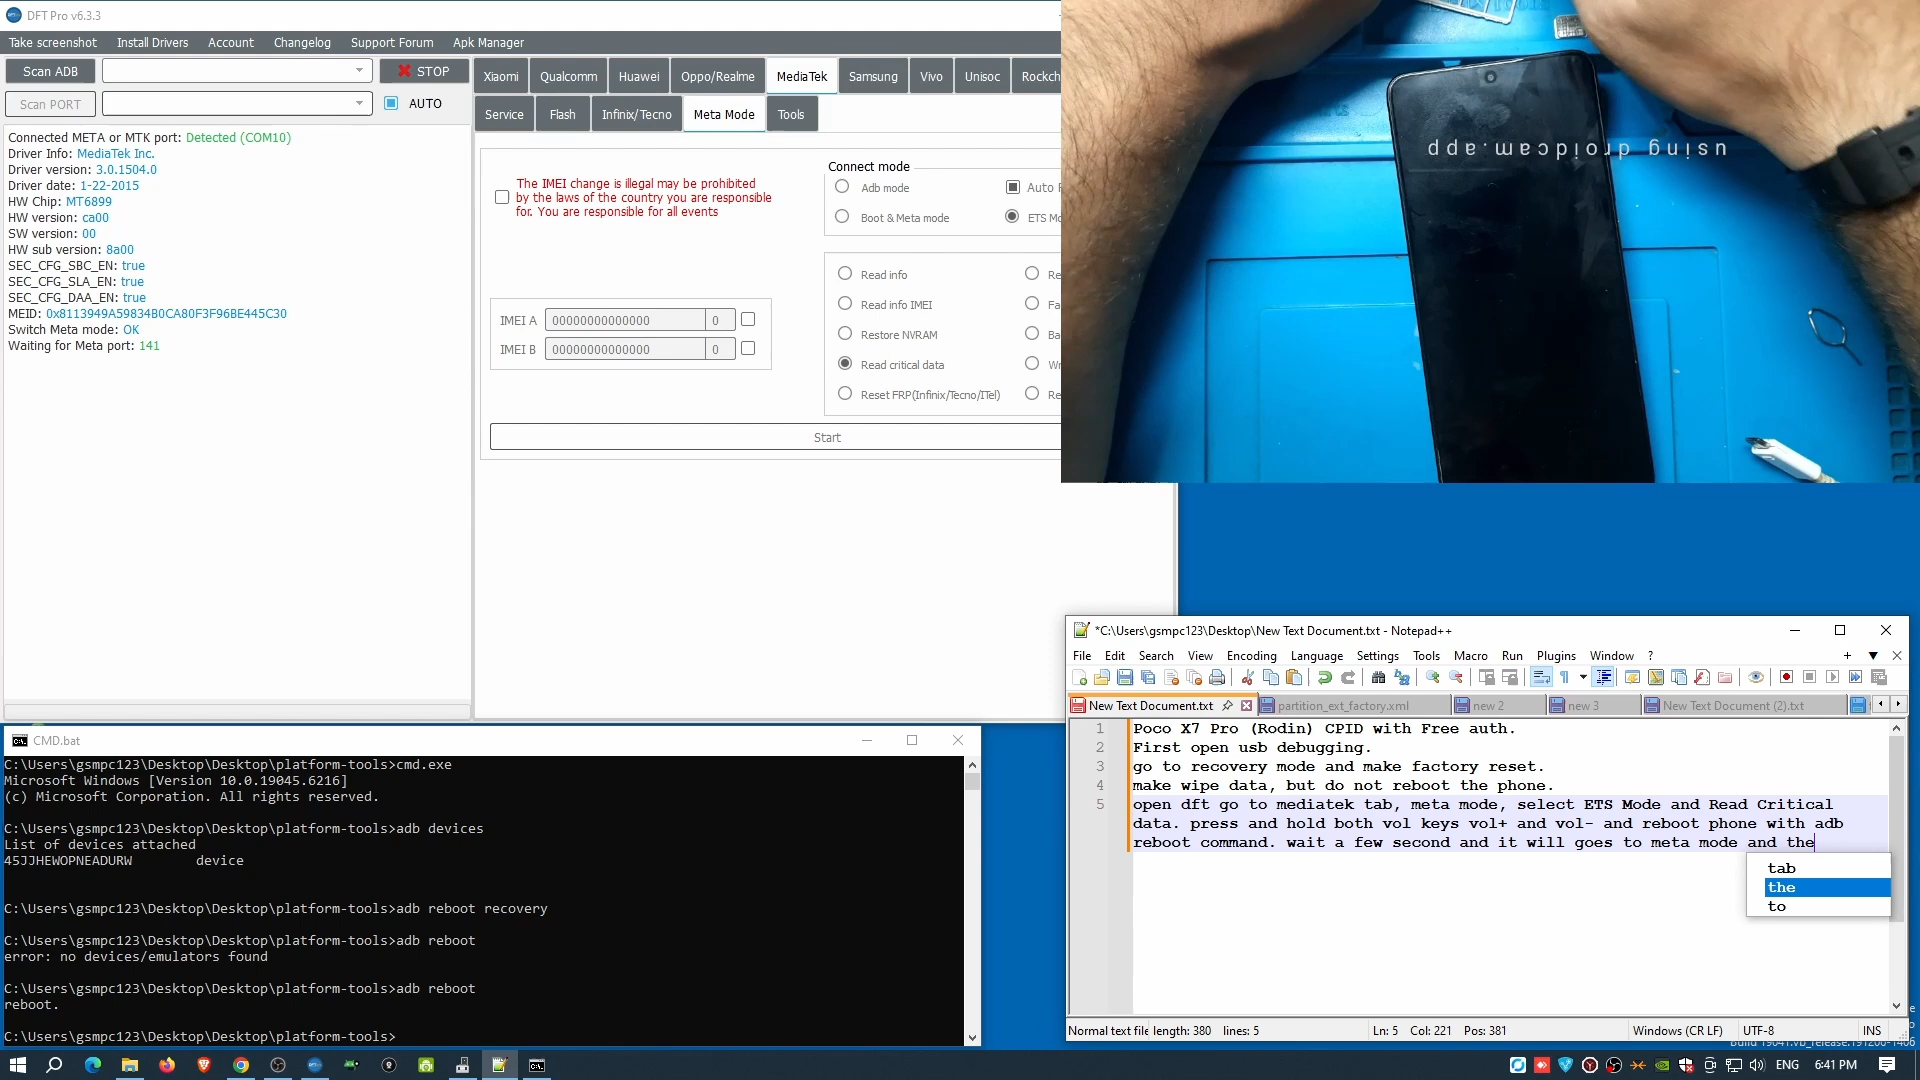 DFT Pro v6.3.3
Take screenshot Install Drivers Account Changelog Support Forum Apk Manager
Scan ADB STOP
Scan PORT AUTO
Xiaomi Qualcomm Huawei Oppo/Realme MediaTek Samsung Vivo Unisoc Rockch
Service Flash Infinix/Tecno Meta Mode Tools
Connected META or MTK port: Detected (COM10)
Driver Info: MediaTek Inc.
Driver version: 3.0.1504.0
Driver date: 1-22-2015
HW Chip: MT6899
HW version: ca00
SW version: 00
HW sub version: 8a00
SEC_CFG_SBC_EN: true
SEC_CFG_SLA_EN: true
SEC_CFG_DAA_EN: true
MEID: 0x8113949A59834B0CA80F3F96BE445C30
Switch Meta mode: OK
Waiting for Meta port: 141
The IMEI change is illegal may be prohibited
by the laws of the country you are responsible
for. You are responsible for all events
IMEI A 00000000000000 0
IMEI B 00000000000000 0
Connect mode
Adb mode Auto
Boot & Meta mode ETS Mo
Read info Re
Read info IMEI Fa
Restore NVRAM Ba
Read critical data Wr
Reset FRP(Infinix/Tecno/ITel) Re
Start
using droidcam.app
CMD.bat
C:\Users\gsmpc123\Desktop\Desktop\platform-tools>cmd.exe
Microsoft Windows [Version 10.0.19045.6216]
(c) Microsoft Corporation. All rights reserved.
C:\Users\gsmpc123\Desktop\Desktop\platform-tools>adb devices
List of devices attached
45JJHEWOPNEADURW device
C:\Users\gsmpc123\Desktop\Desktop\platform-tools>adb reboot recovery
C:\Users\gsmpc123\Desktop\Desktop\platform-tools>adb reboot
error: no devices/emulators found
C:\Users\gsmpc123\Desktop\Desktop\platform-tools>adb reboot
reboot.
C:\Users\gsmpc123\Desktop\Desktop\platform-tools>
*C:\Users\gsmpc123\Desktop\New Text Document.txt - Notepad++
File Edit Search View Encoding Language Settings Tools Macro Run Plugins Window ?
New Text Document.txt partition_ext_factory.xml new 2 new 3 New Text Document (2).txt
1 Poco X7 Pro (Rodin) CPID with Free auth.
2 First open usb debugging.
3 go to recovery mode and make factory reset.
4 make wipe data, but do not reboot the phone.
5 open dft go to mediatek tab, meta mode, select ETS Mode and Read Critical
data. press and hold both vol keys vol+ and vol- and reboot phone with adb
reboot command. wait a few second and it will goes to meta mode and the
tab
the
to
Normal text file length: 380 lines: 5 Ln: 5 Col: 221 Pos: 381 Windows (CR LF) UTF-8 INS
ENG 6:41 PM